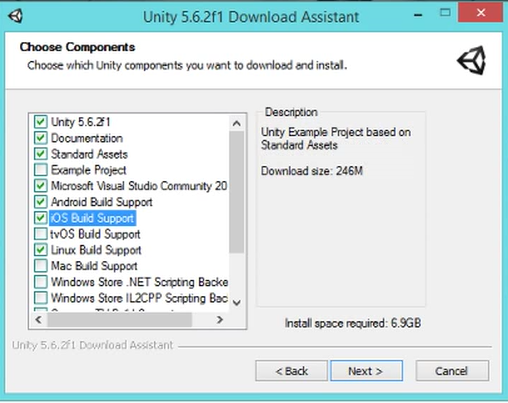 Unity 5.6.2f1 Download Assistant
Choose Components
Choose which Unity components you want to download and install.
Unity 5.6.2f1
Documentation
Standard Assets
Example Project
Microsoft Visual Studio Community 20
Android Build Support
iOS Build Support
tvOS Build Support
Linux Build Support
Mac Build Support
Windows Store .NET Scripting Backe
Windows Store IL2CPP Scripting Bac
Description
Unity Example Project based on
Standard Assets
Download size: 246M
Install space required: 6.9GB
Unity 5.6.2f1 Download Assistant
< Back
Next >
Cancel